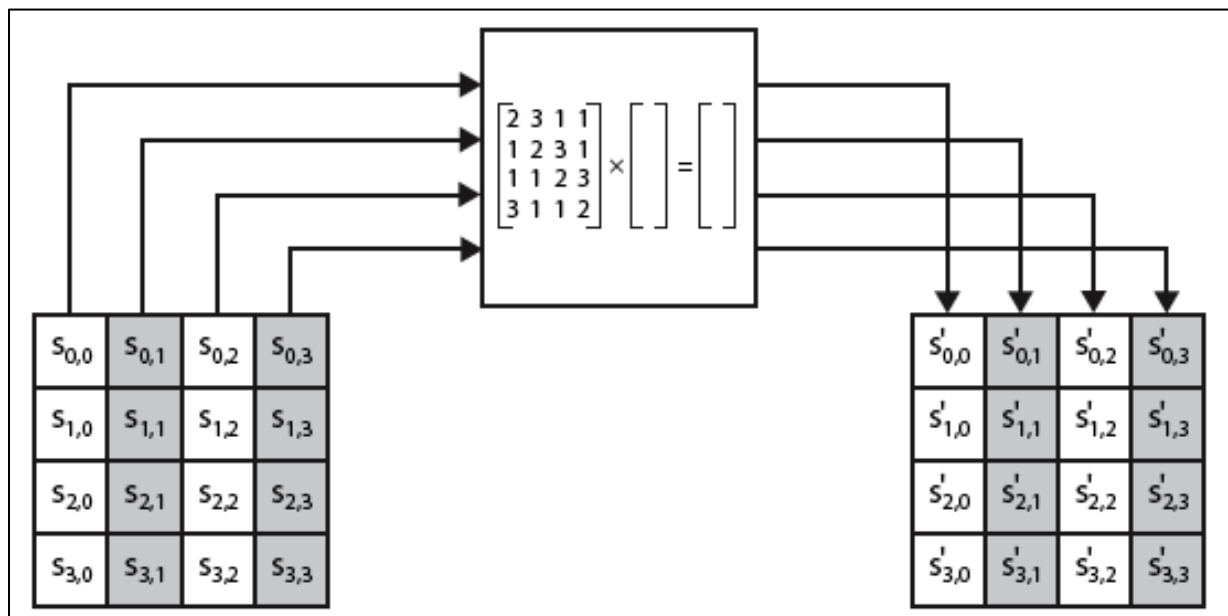 2 3 1 1
1 2 3 1
1 1 2 3
3 1 1 2
× =
S0,0 S0,1 S0,2 S0,3
S1,0 S1,1 S1,2 S1,3
S2,0 S2,1 S2,2 S2,3
S3,0 S3,1 S3,2 S3,3
S'0,0 S'0,1 S'0,2 S'0,3
S'1,0 S'1,1 S'1,2 S'1,3
S'2,0 S'2,1 S'2,2 S'2,3
S'3,0 S'3,1 S'3,2 S'3,3